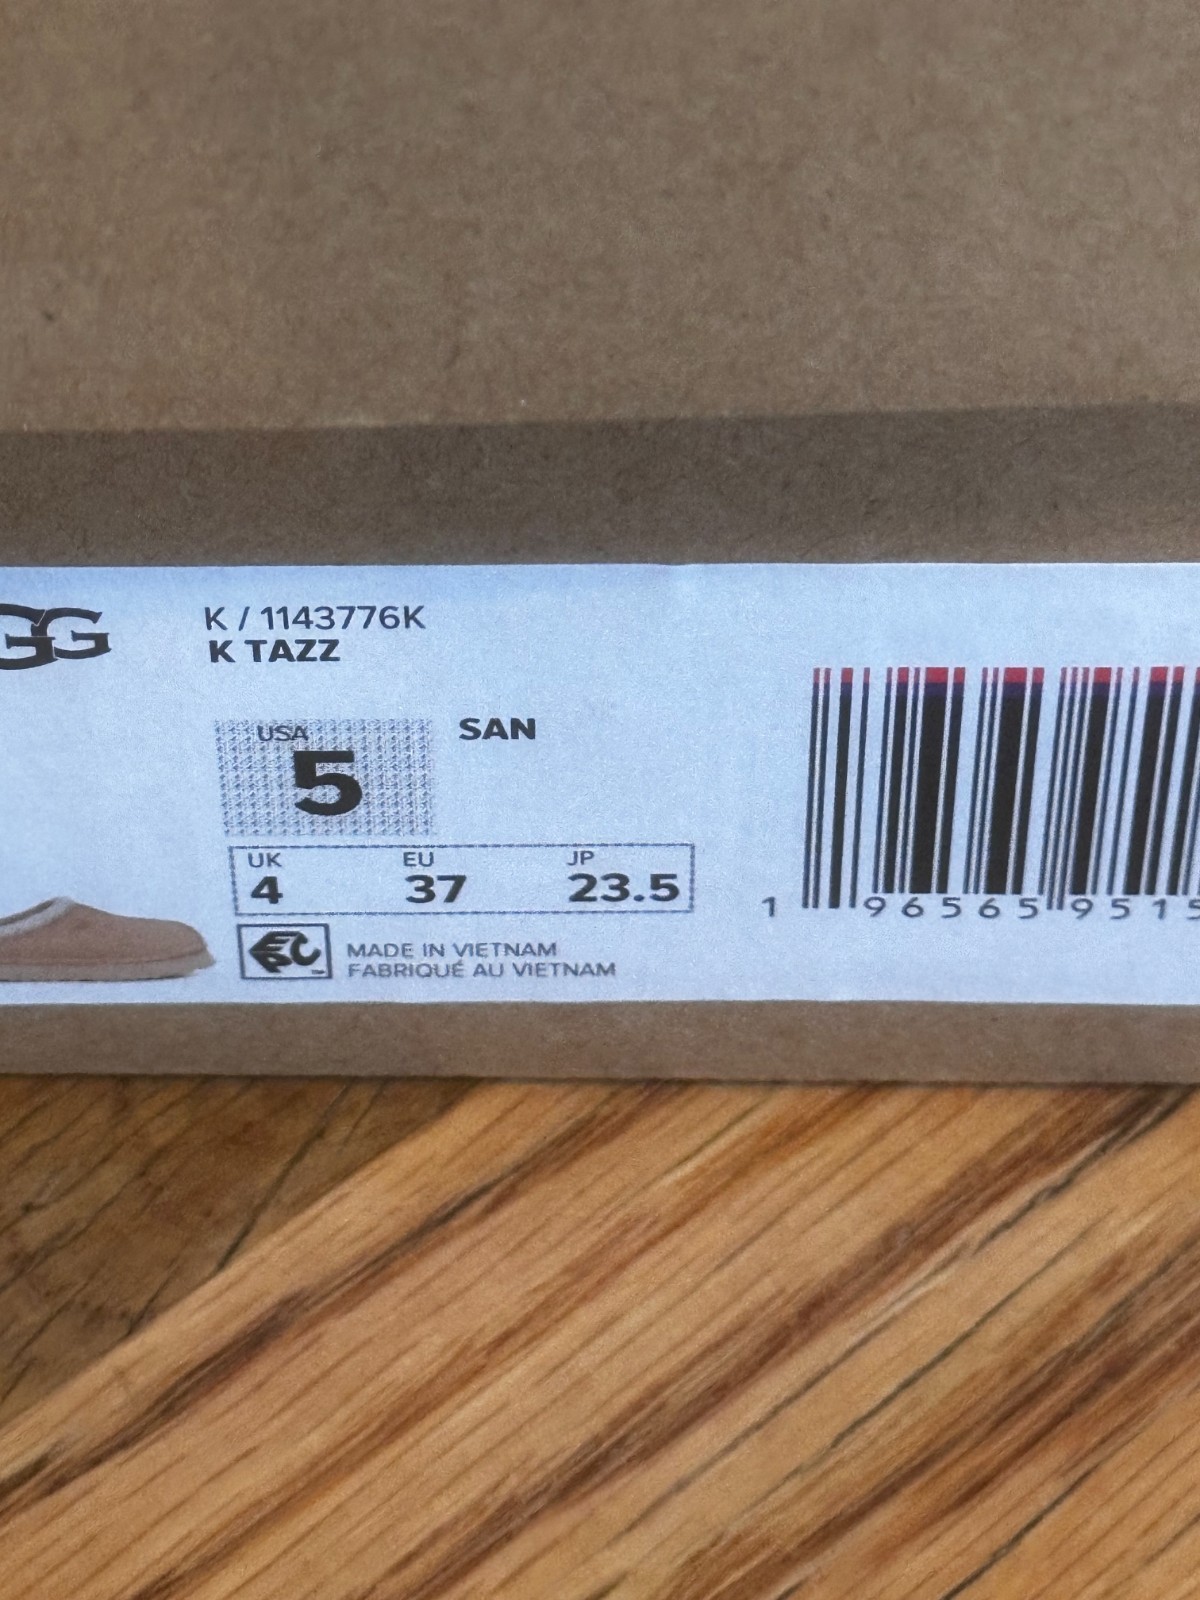 GG
K / 1143776K
K TAZZ
USA
5
SAN
UK EU JP
4 37 23.5
MADE IN VIETNAM
FABRIQUÉ AU VIETNAM
1 96565 9515